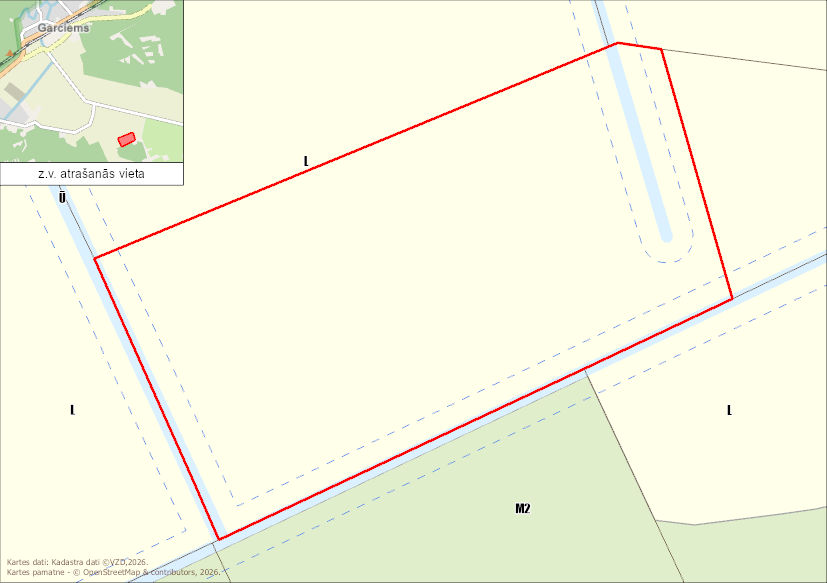 Garciems
z.v. atrašanās vieta
Ū
L
L
L
M2
Kartes dati: Kadastra dati ©VZD,2026.
Kartes pamatne - © OpenStreetMap & contributors, 2026.